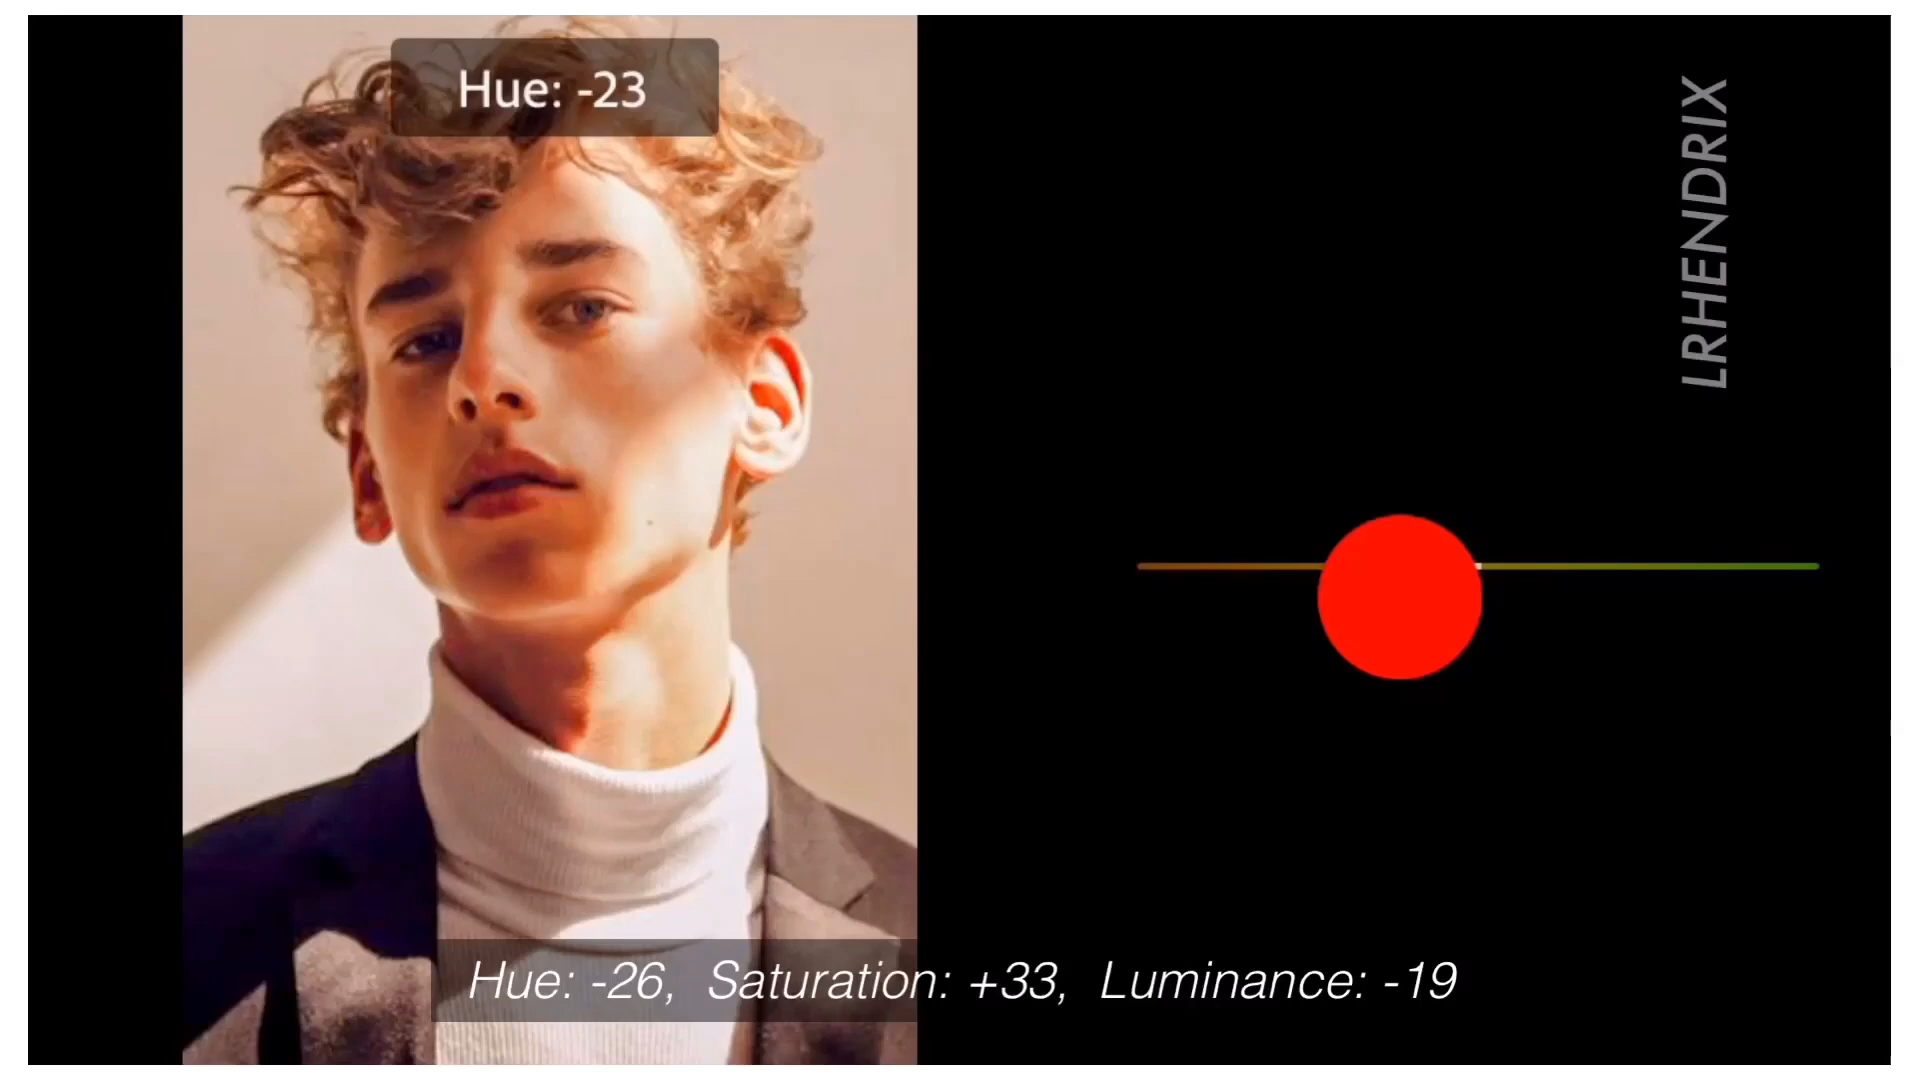 Hue: -23
LRHENDRIX
Hue: -26, Saturation: +33, Luminance: -19